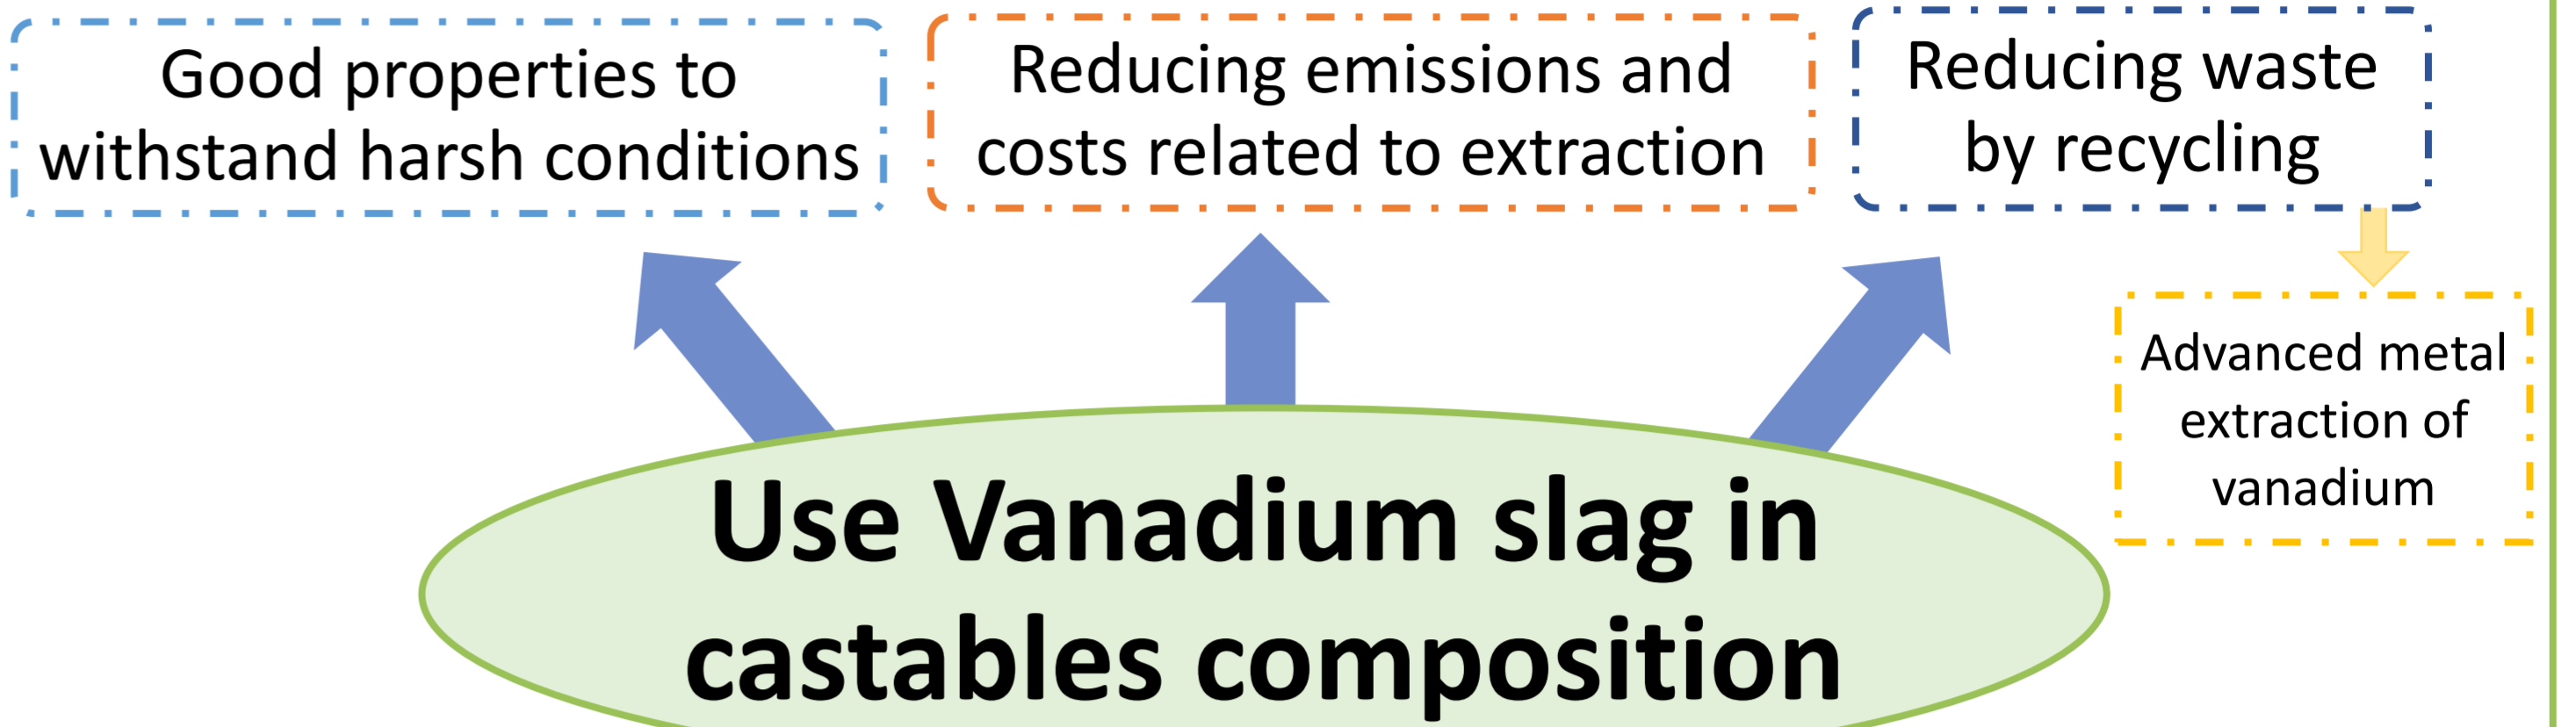 Good properties to
withstand harsh conditions
Reducing emissions and
costs related to extraction
Reducing waste
by recycling
Advanced metal
extraction of
vanadium
Use Vanadium slag in
castables composition